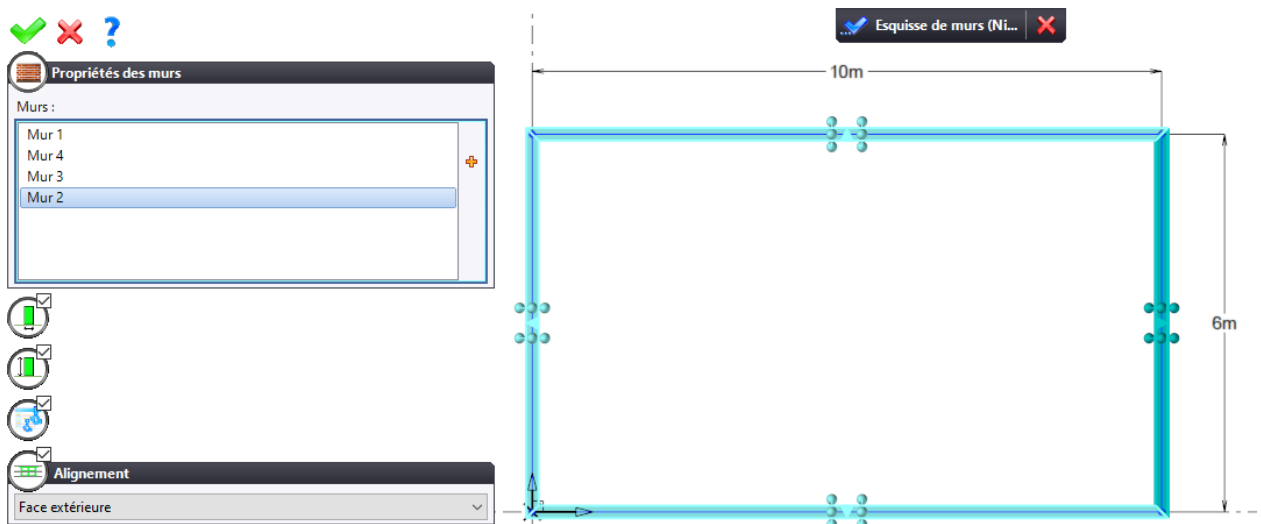 Propriétés des murs
Murs :
Mur 1
Mur 4
Mur 3
Mur 2
Alignement
Face extérieure
Esquisse de murs (Ni...
10m
6m